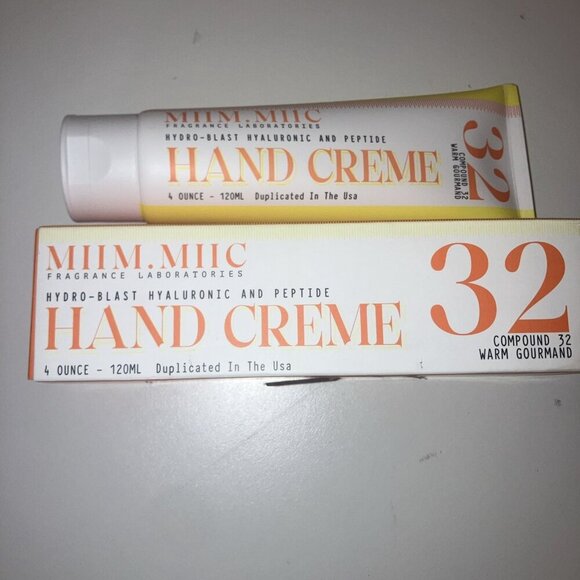 MIIM.MIIC
FRAGRANCE LABORATORIES
HYDRO-BLAST HYALURONIC AND PEPTIDE
HAND CREME
4 OUNCE - 120ML Duplicated In The Usa
32
COMPOUND 32
WARM GOURMAND
MIIM.MIIC
FRAGRANCE LABORATORIES
HYDRO-BLAST HYALURONIC AND PEPTIDE
HAND CREME
4 OUNCE - 120ML Duplicated In The Usa
32
COMPOUND 32
WARM GOURMAND